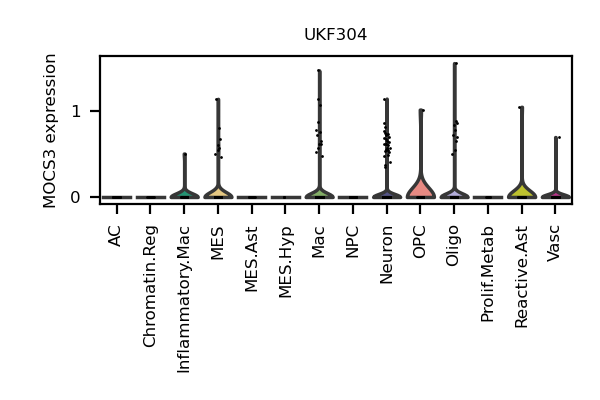 UKF304
MOCS3 expression
1
0
AC
Chromatin.Reg
Inflammatory.Mac
MES
MES.Ast
MES.Hyp
Mac
NPC
Neuron
OPC
Oligo
Prolif.Metab
Reactive.Ast
Vasc